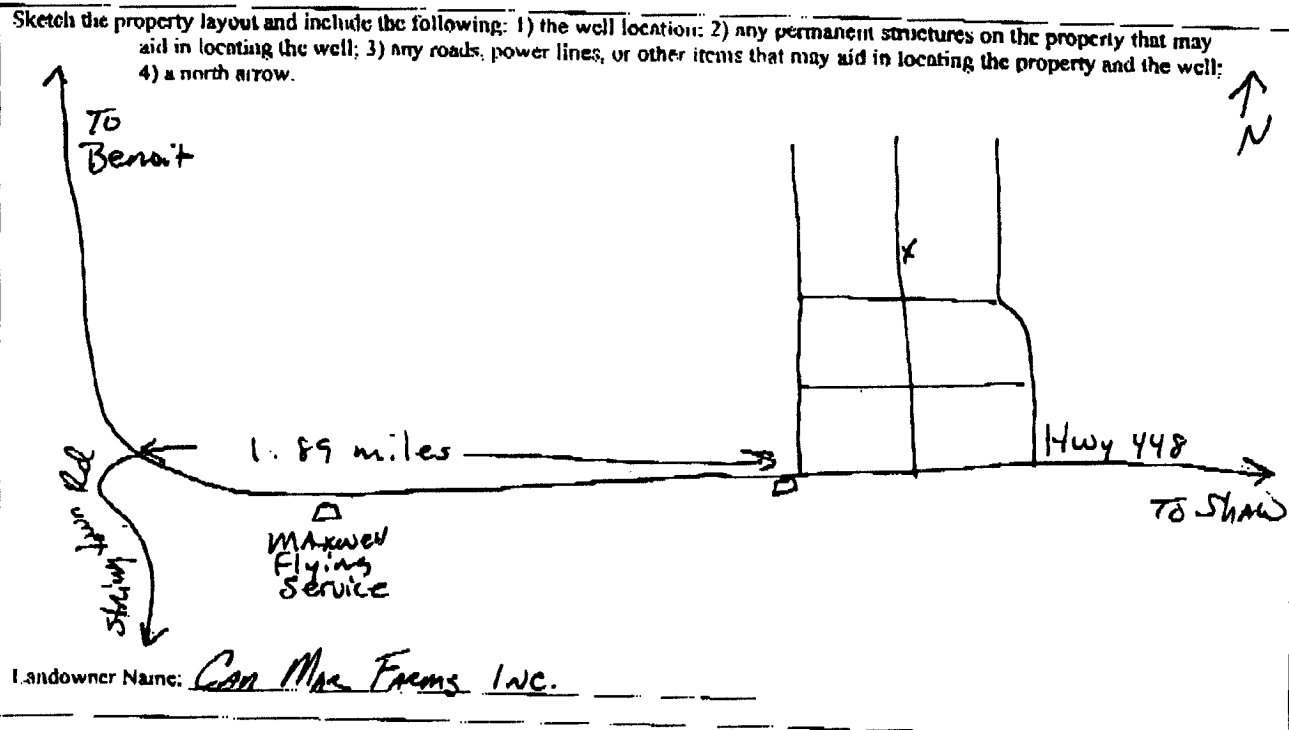 Sketch the property layout and include the following: 1) the well location; 2) any permanent structures on the property that may
aid in locating the well; 3) any roads, power lines, or other items that may aid in locating the property and the well;
4) a north arrow.
N
To
Benoit
x
1.89 miles
Hwy 448
To Shaw
String town Rd
Maxwell
Flying
Service
Landowner Name: Can Mar Farms Inc.